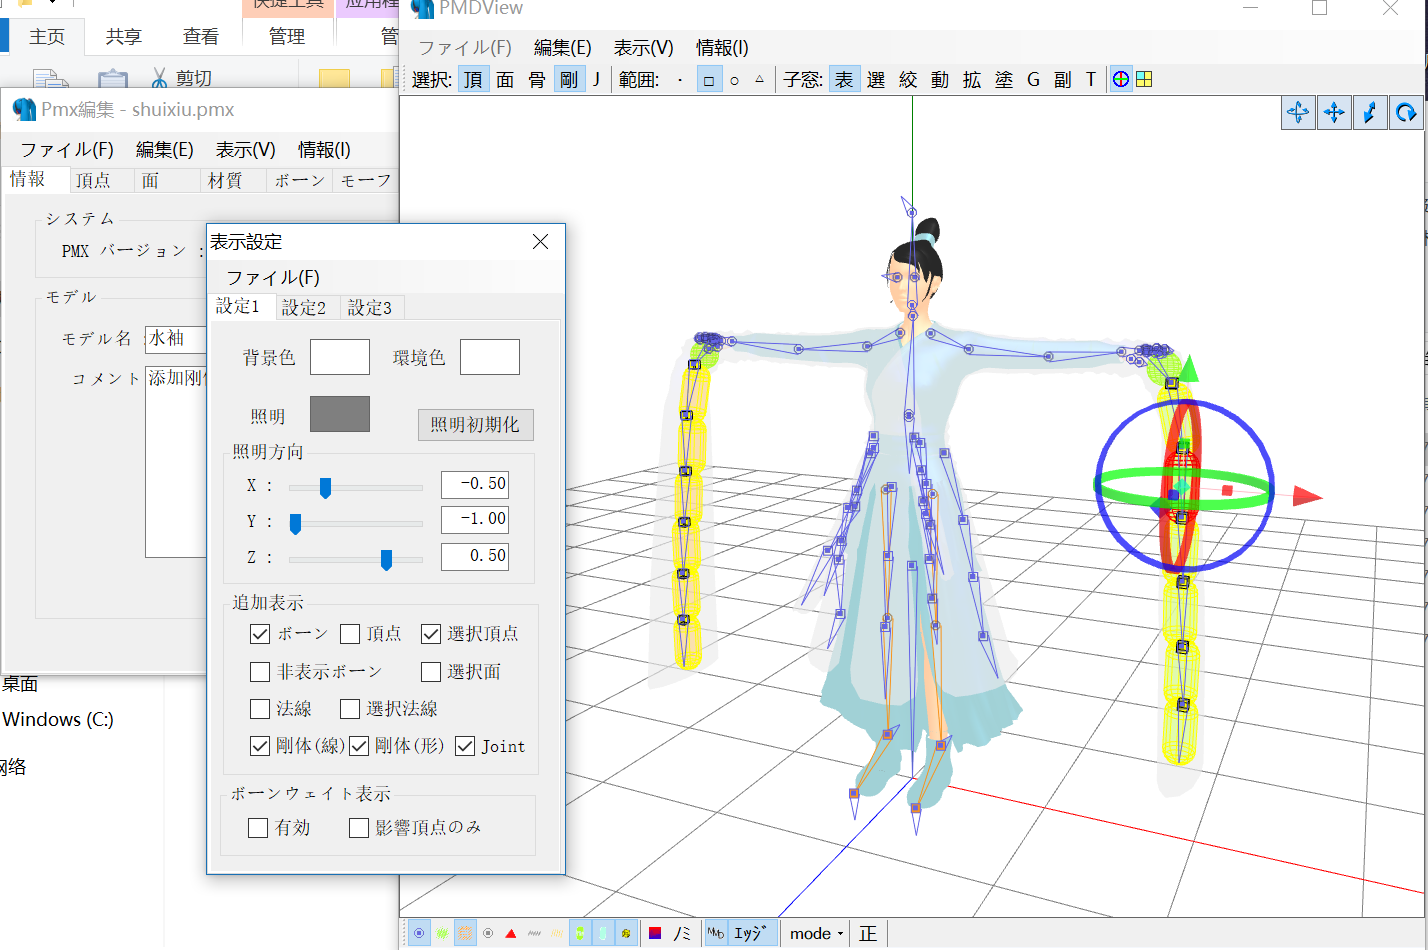 主页 共享 查看 管理
剪切
Pmx編集 - shuixiu.pmx
ファイル(F) 編集(E) 表示(V) 情報(I)
情報 頂点 面 材質 ボーン モーフ
システム
PMX バージョン :
モデル
モデル名 : 水袖
コメント 添加刚
桌面
Windows (C:)
网络
表示設定
ファイル(F)
設定1 設定2 設定3
背景色 環境色
照明 照明初期化
照明方向
X : -0.50
Y : -1.00
Z : 0.50
追加表示
ボーン 頂点 選択頂点
非表示ボーン 選択面
法線 選択法線
剛体(線) 剛体(形) Joint
ボーンウェイト表示
有効 影響頂点のみ
PMDView
ファイル(F) 編集(E) 表示(V) 情報(I)
選択: 頂 面 骨 剛 J 範囲: 子窓: 表 選 絞 動 拡 塗 G 副 T
ﾉﾐ MMD ｴｯｼﾞ mode 正